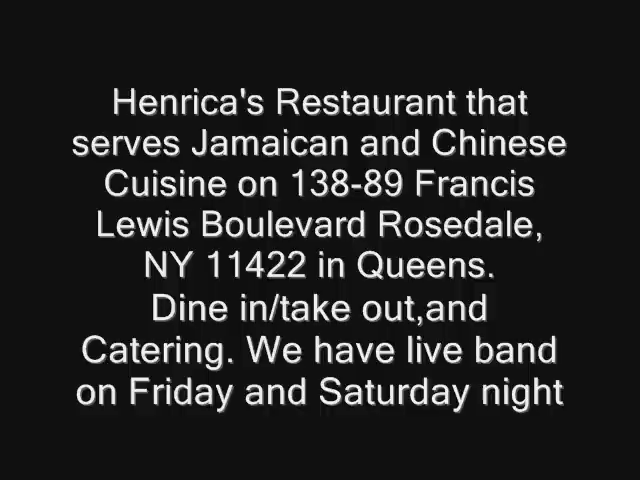 Henrica's Restaurant that
serves Jamaican and Chinese
Cuisine on 138-89 Francis
Lewis Boulevard Rosedale,
NY 11422 in Queens.
Dine in/take out,and
Catering. We have live band
on Friday and Saturday night